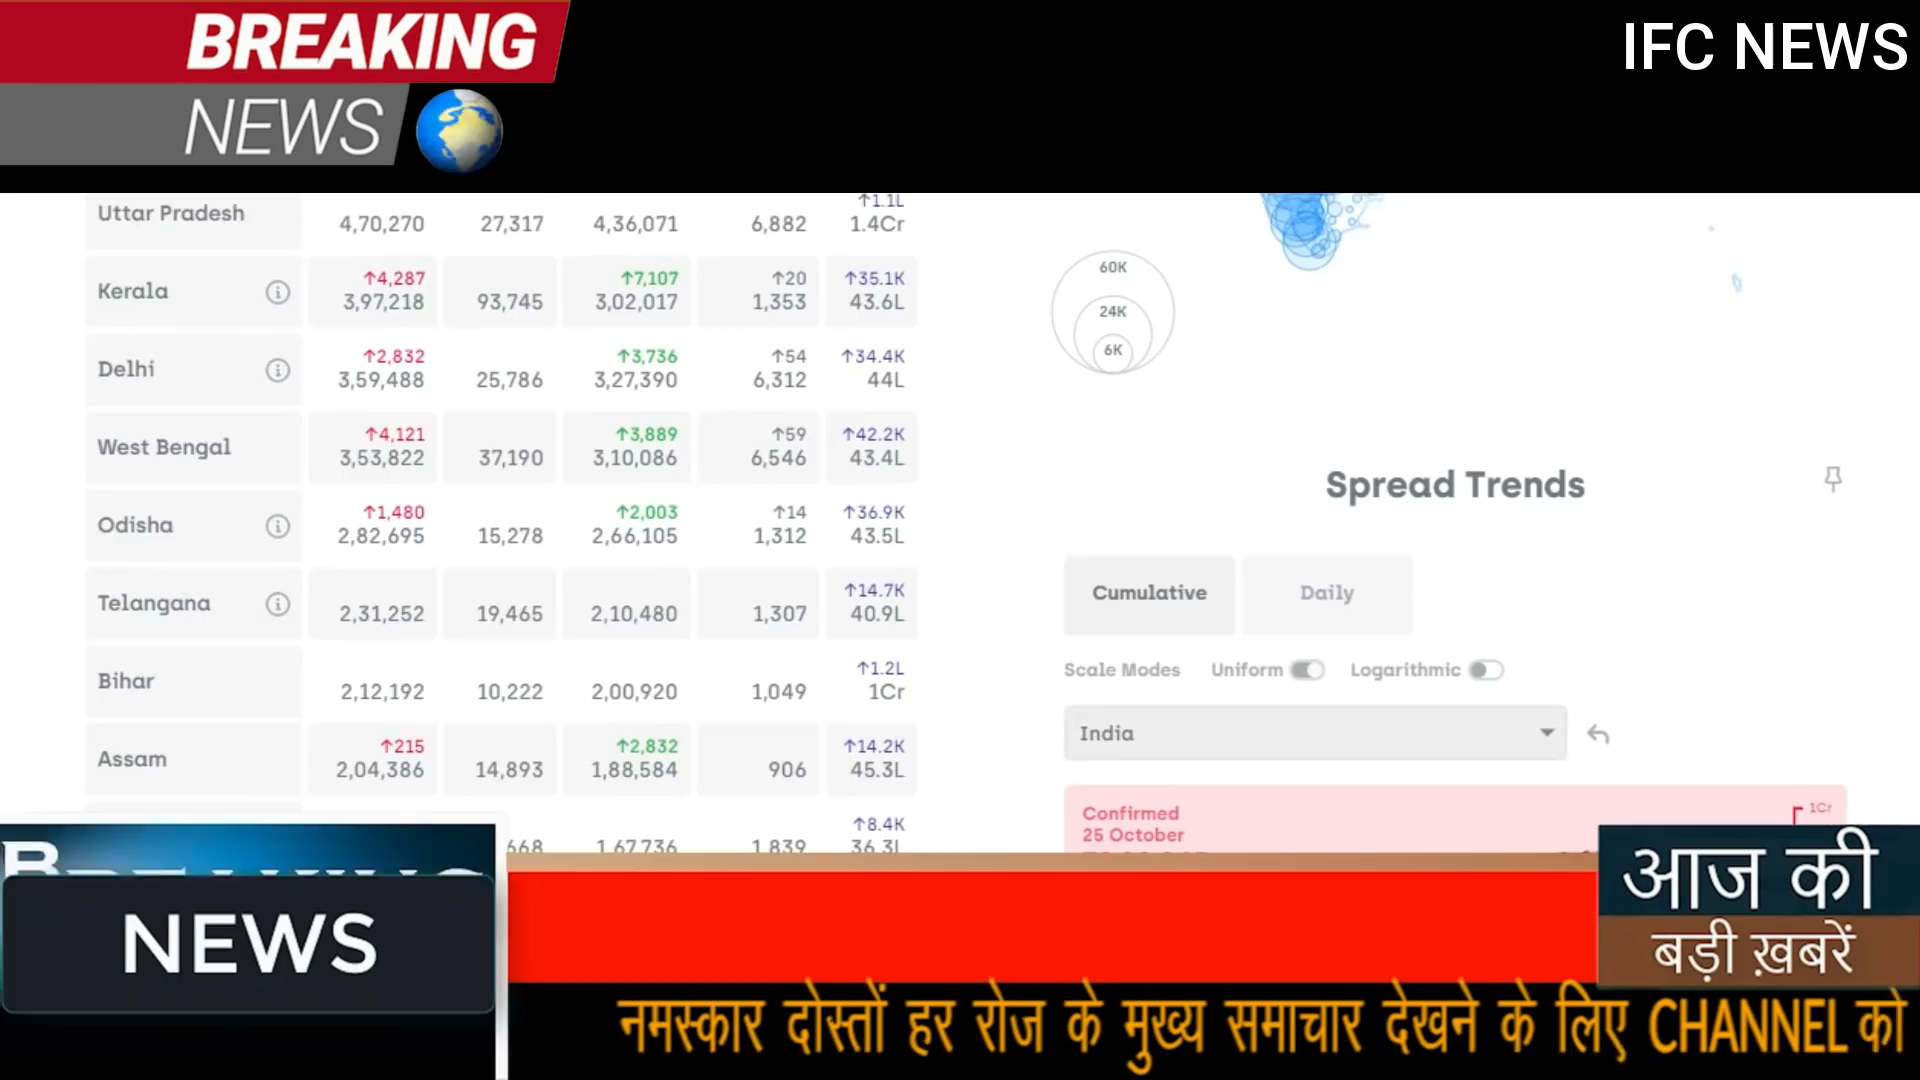 BREAKING
NEWS
IFC NEWS
Uttar Pradesh 4,70,270 27,317 4,36,071 6,882 ↑1.1L 1.4Cr
Kerala ↑4,287 3,97,218 93,745 ↑7,107 3,02,017 ↑20 1,353 ↑35.1K 43.6L
Delhi ↑2,832 3,59,488 25,786 ↑3,736 3,27,390 ↑54 6,312 ↑34.4K 44L
West Bengal ↑4,121 3,53,822 37,190 ↑3,889 3,10,086 ↑59 6,546 ↑42.2K 43.4L
Odisha ↑1,480 2,82,695 15,278 ↑2,003 2,66,105 ↑14 1,312 ↑36.9K 43.5L
Telangana 2,31,252 19,465 2,10,480 1,307 ↑14.7K 40.9L
Bihar 2,12,192 10,222 2,00,920 1,049 ↑1.2L 1Cr
Assam ↑215 2,04,386 14,893 ↑2,832 1,88,584 906 ↑14.2K 45.3L
668 1,67,736 1,839 ↑8.4K 36.3L
60K
24K
6K
Spread Trends
Cumulative Daily
Scale Modes Uniform Logarithmic
India
Confirmed
25 October
1Cr
BREAKING
NEWS
आज की
बड़ी ख़बरें
नमस्कार दोस्तों हर रोज के मुख्य समाचार देखने के लिए CHANNEL को